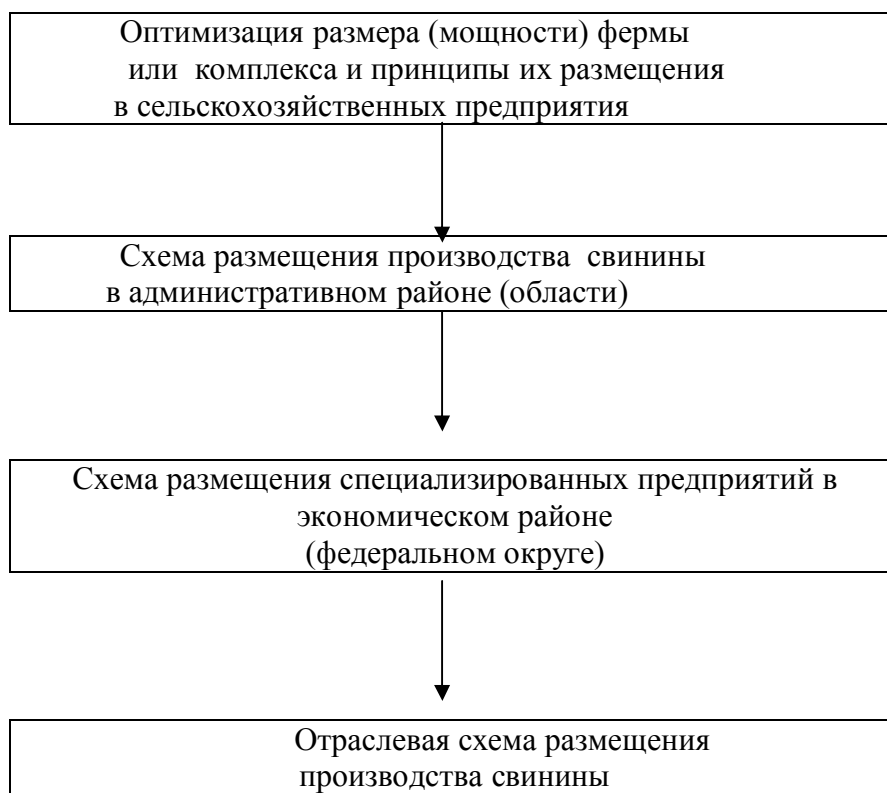 Оптимизация размера (мощности) фермы
или комплекса и принципы их размещения
в сельскохозяйственных предприятия
Схема размещения производства свинины
в административном районе (области)
Схема размещения специализированных предприятий в
экономическом районе
(федеральном округе)
Отраслевая схема размещения
производства свинины